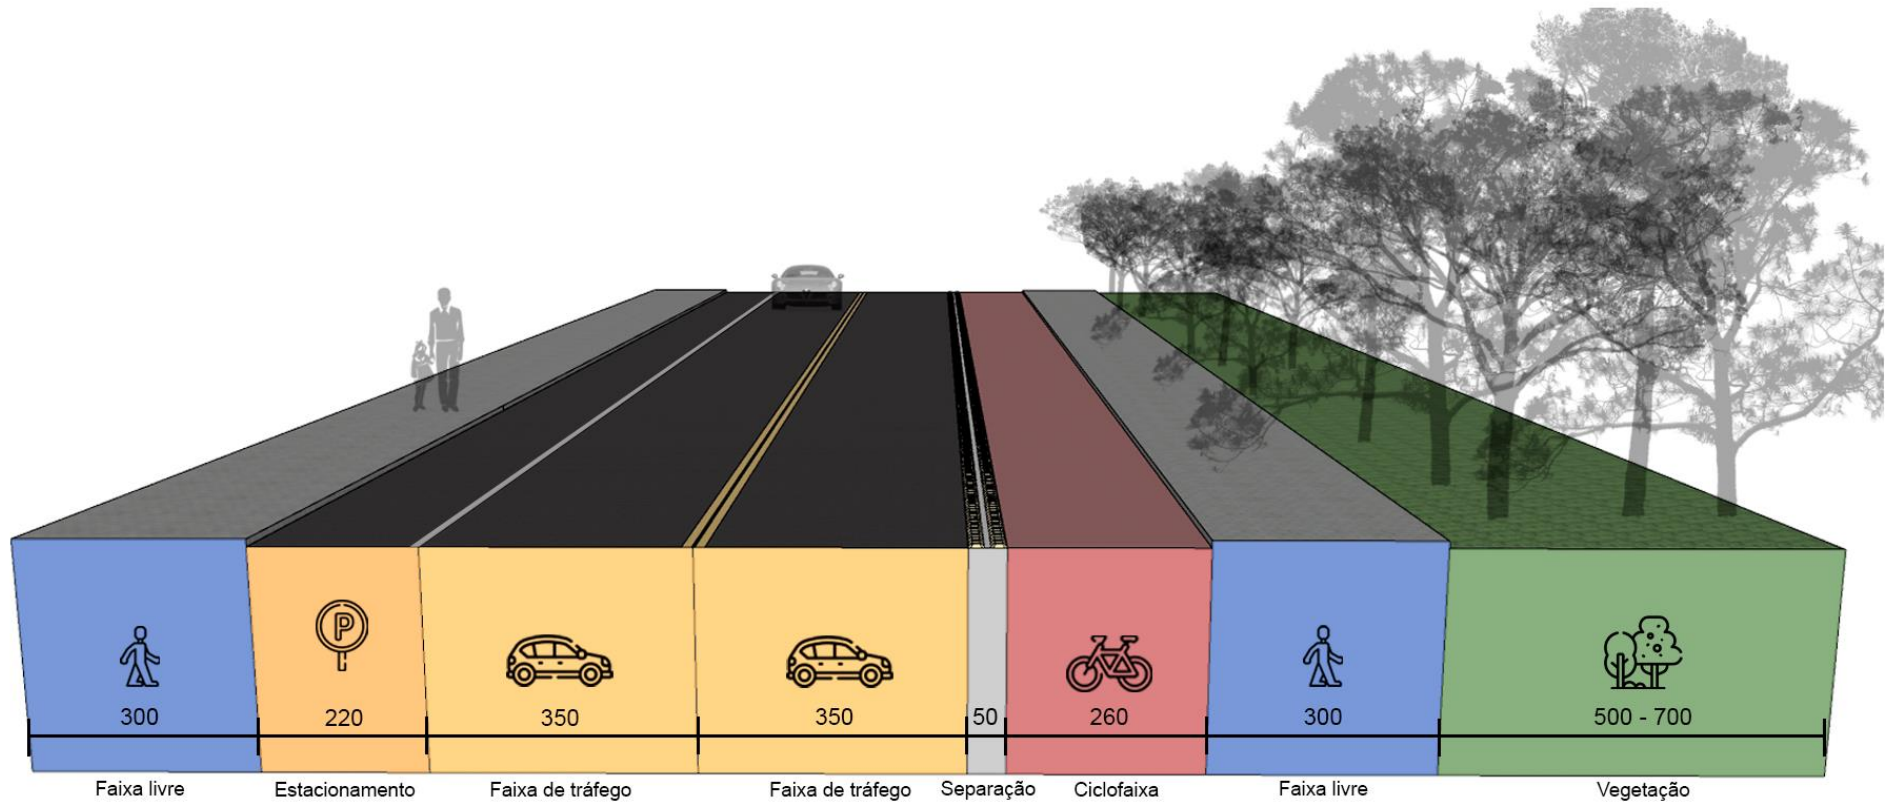 P
300 220 350 350 50 260 300 500 - 700
Faixa livre Estacionamento Faixa de tráfego Faixa de tráfego Separação Ciclofaixa Faixa livre Vegetação